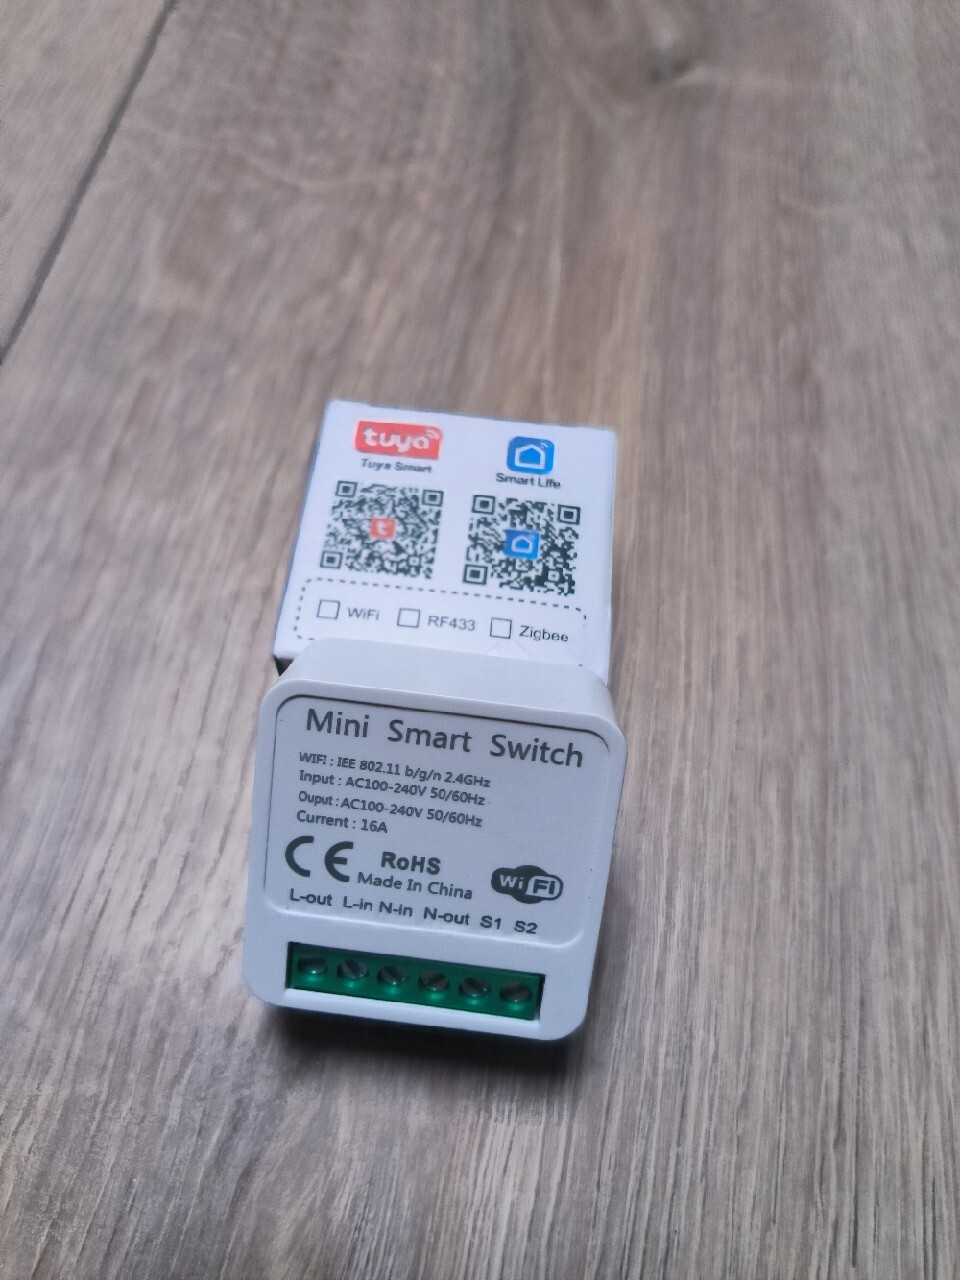 tuya
Tuya Smart
Smart Life
WiFi RF433 Zigbee
Mini Smart Switch
WIFI : IEE 802.11 b/g/n 2.4GHz
Input : AC100-240V 50/60Hz
Ouput : AC100-240V 50/60Hz
Current : 16A
CE RoHS
Made In China
WiFi
L-out L-in N-in N-out S1 S2